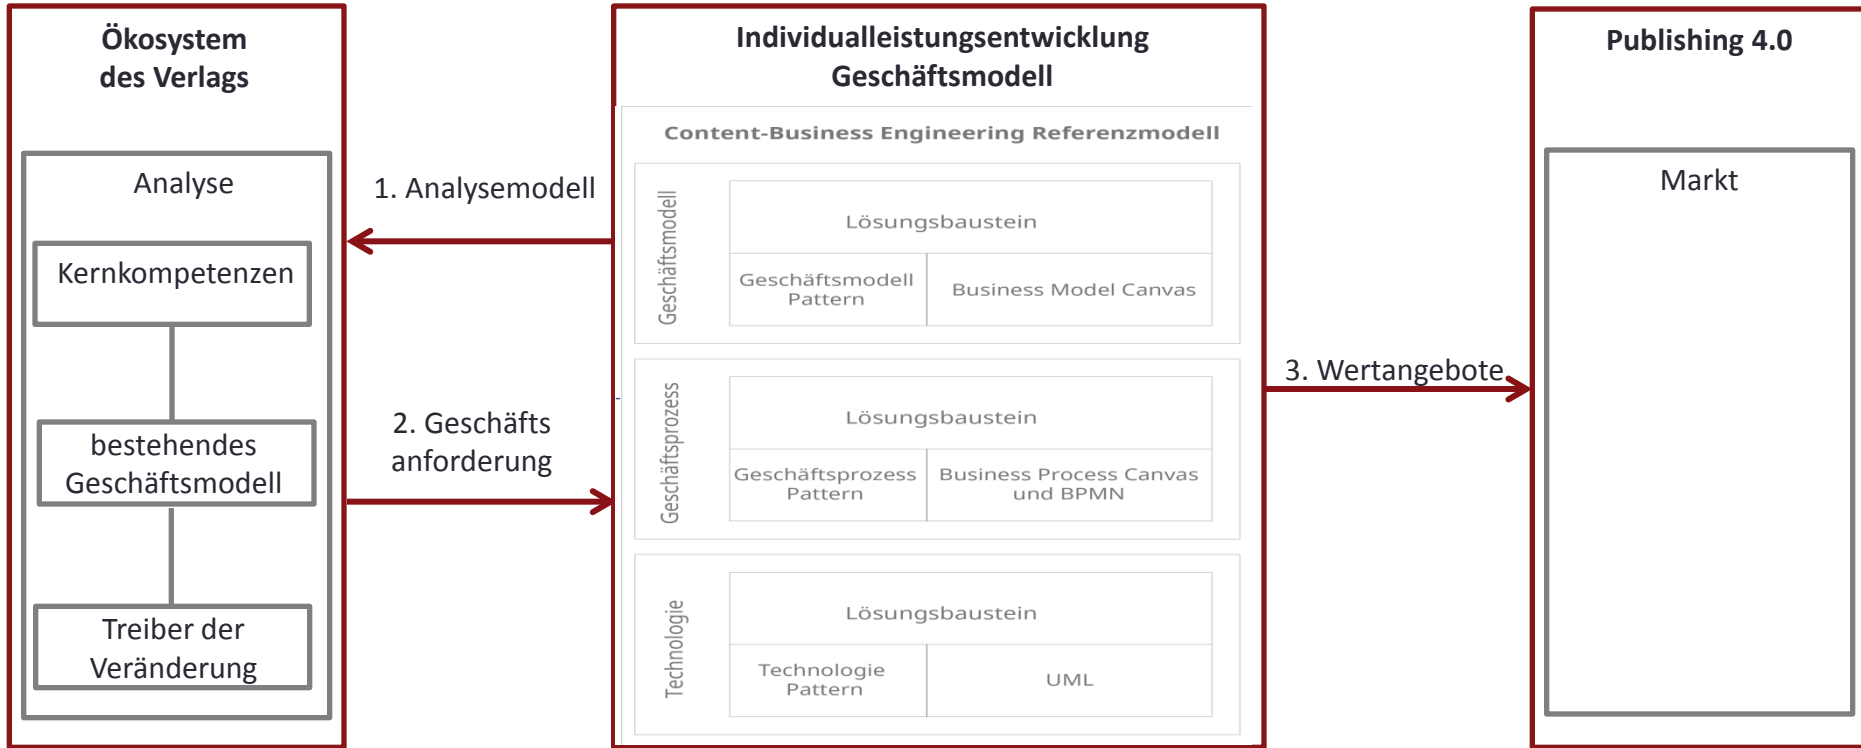 Ökosystem
des Verlags
Analyse
Kernkompetenzen
bestehendes
Geschäftsmodell
Treiber der
Veränderung
1. Analysemodell
2. Geschäfts
anforderung
Individualleistungsentwicklung
Geschäftsmodell
Content-Business Engineering Referenzmodell
Geschäftsmodell
Lösungsbaustein
Geschäftsmodell
Pattern
Business Model Canvas
Geschäftsprozess
Lösungsbaustein
Geschäftsprozess
Pattern
Business Process Canvas
und BPMN
Technologie
Lösungsbaustein
Technologie
Pattern
UML
3. Wertangebote
Publishing 4.0
Markt